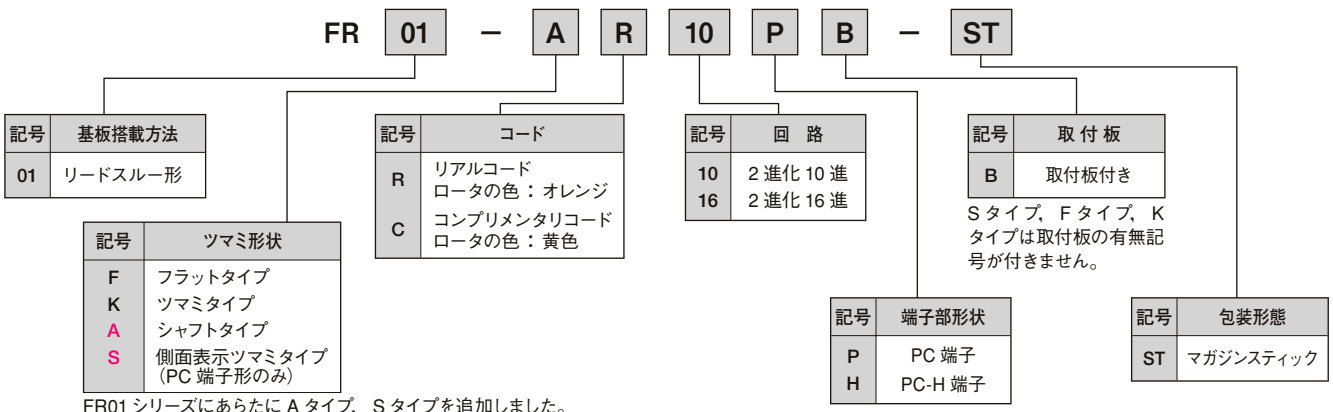 FR 01 － A R 10 P B － ST
記号 基板搭載方法
01 リードスルー形
記号 ツマミ形状
F フラットタイプ
K ツマミタイプ
A シャフトタイプ
S 側面表示ツマミタイプ
（PC 端子形のみ）
FR01 シリーズにあらたに A タイプ， S タイプを追加しました。
記号 コード
R リアルコード
ロータの色：オレンジ
C コンプリメンタリコード
ロータの色：黄色
記号 回 路
10 2 進化 10 進
16 2 進化 16 進
記号 端子部形状
P PC 端子
H PC-H 端子
記号 取 付 板
B 取付板付き
S タイプ， F タイプ， K
タイプは取付板の有無記
号が付きません。
記号 包装形態
ST マガジンスティック